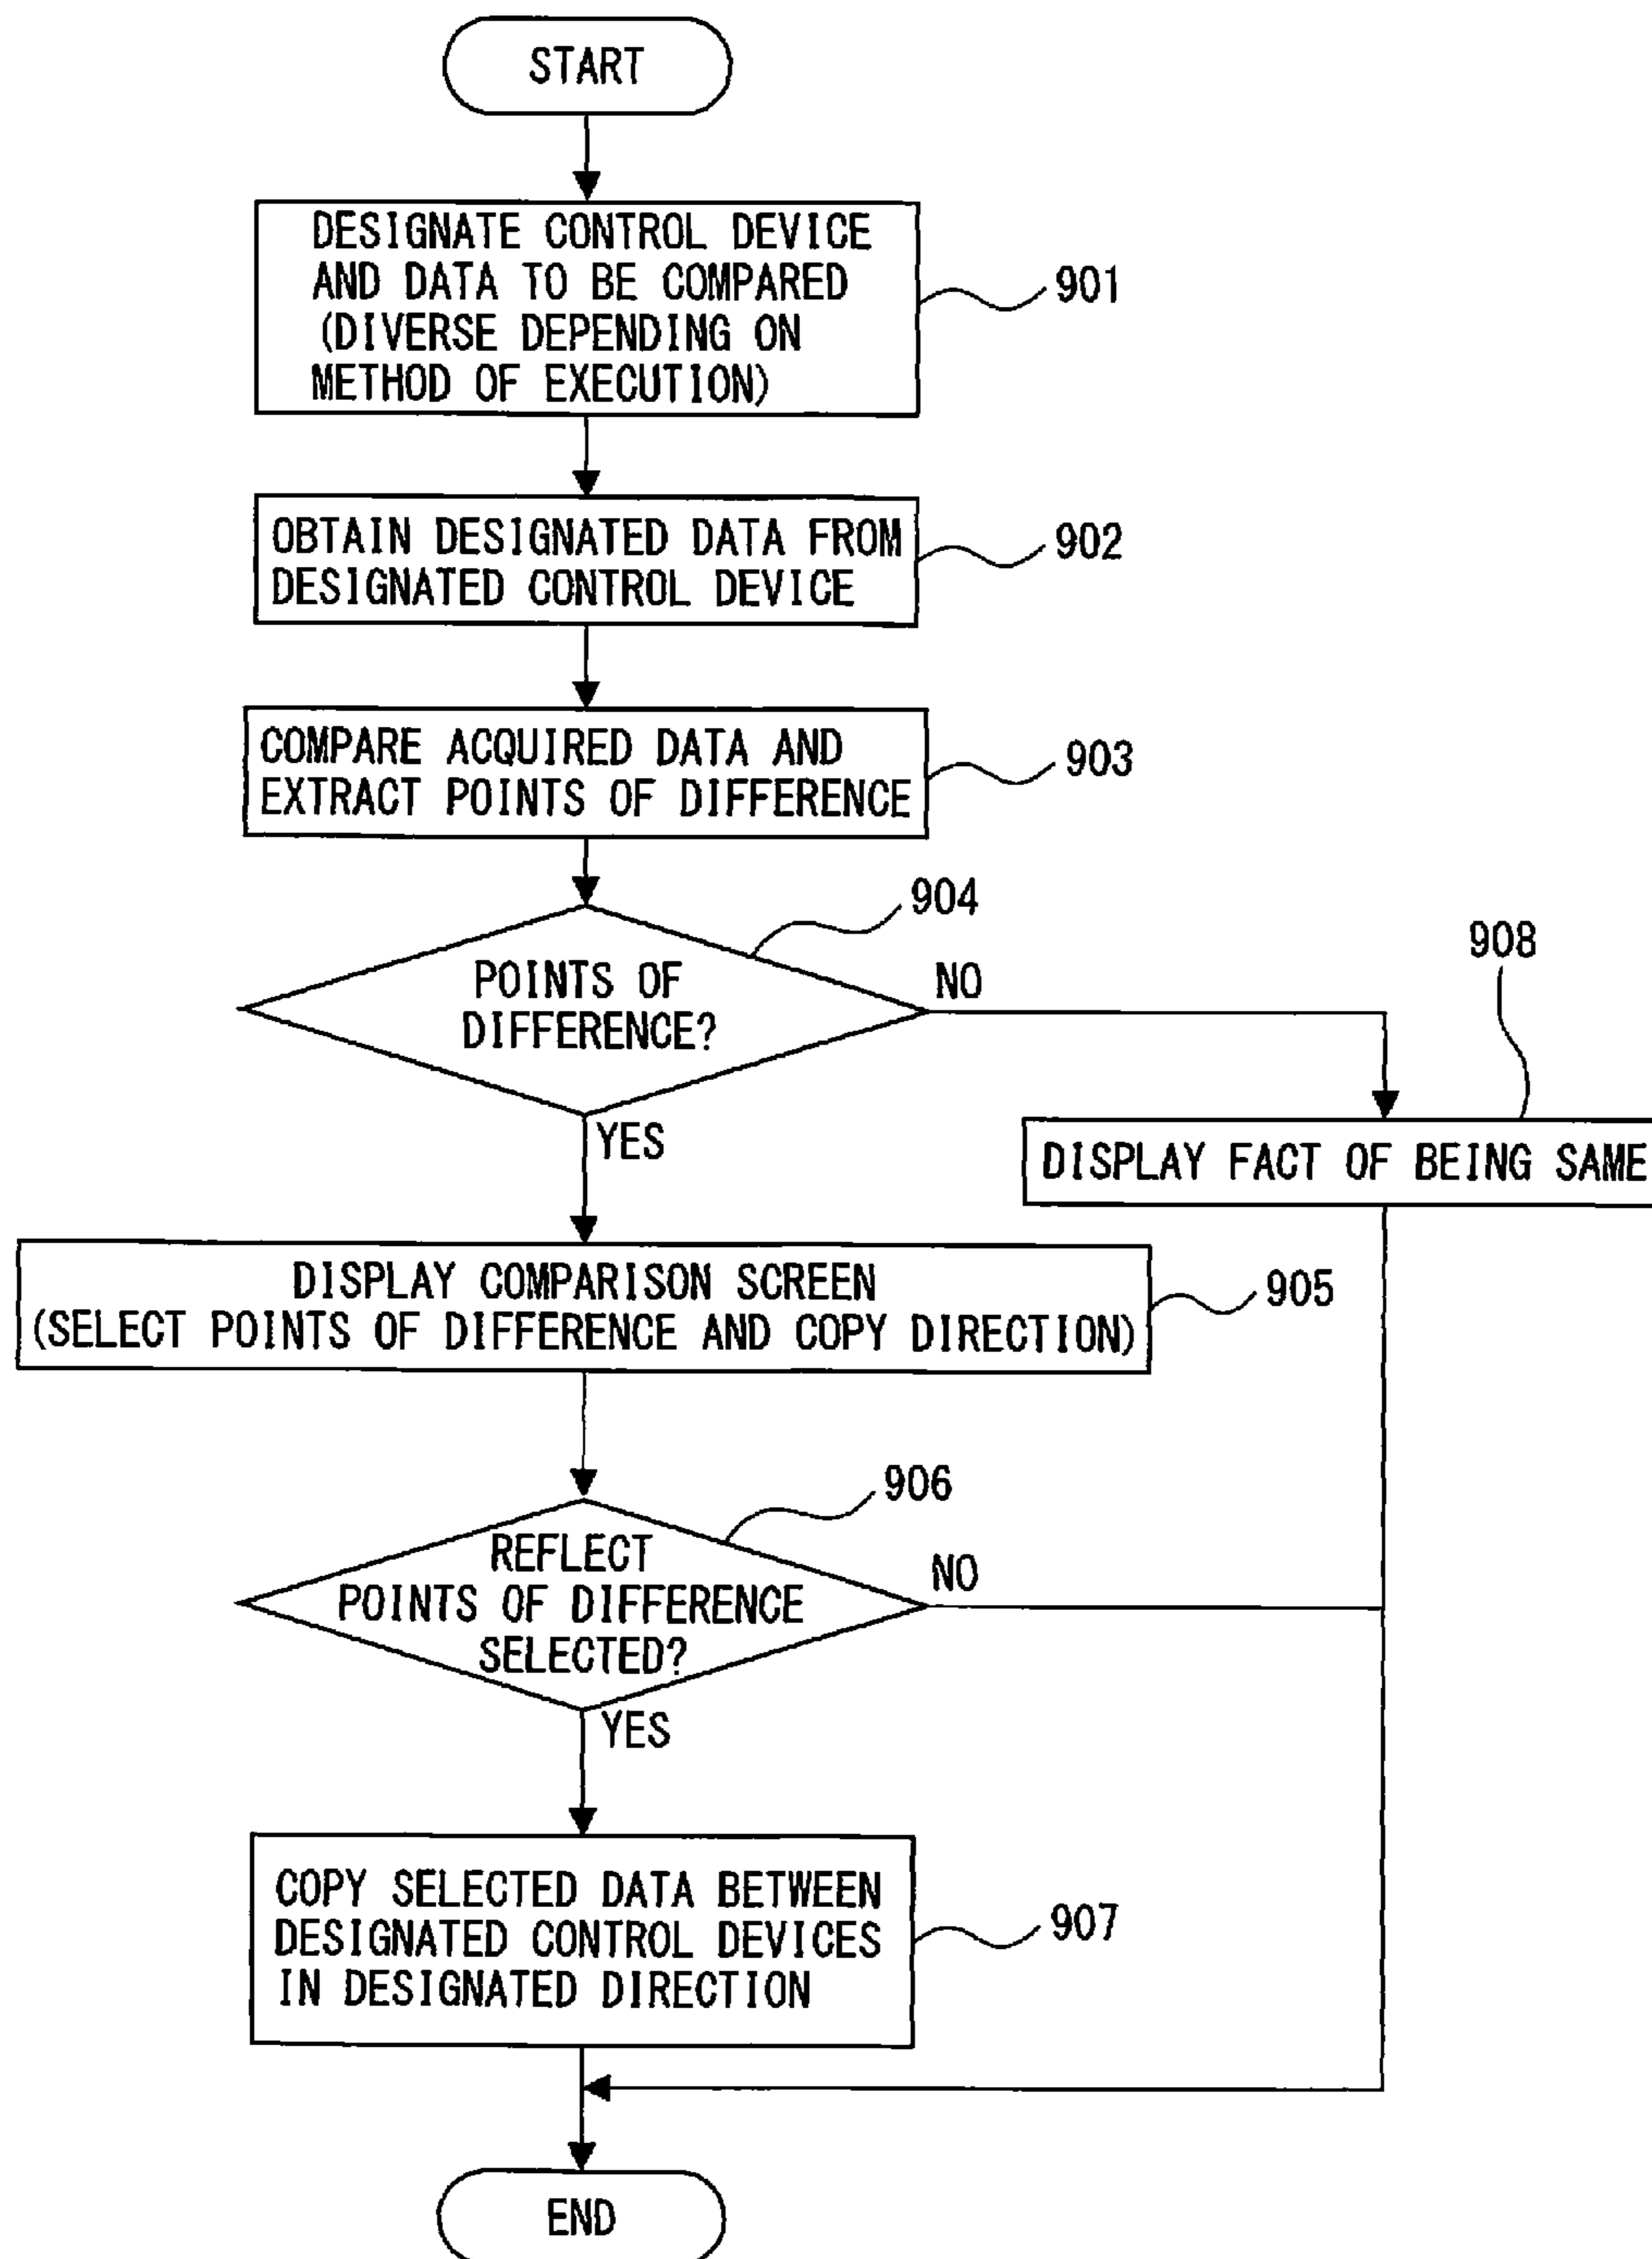 START
DESIGNATE CONTROL DEVICE
AND DATA TO BE COMPARED
(DIVERSE DEPENDING ON
METHOD OF EXECUTION)
901
OBTAIN DESIGNATED DATA FROM
DESIGNATED CONTROL DEVICE
902
COMPARE ACQUIRED DATA AND
EXTRACT POINTS OF DIFFERENCE
903
904
POINTS OF
DIFFERENCE?
NO
YES
908
DISPLAY FACT OF BEING SAME
DISPLAY COMPARISON SCREEN
(SELECT POINTS OF DIFFERENCE AND COPY DIRECTION)
905
906
REFLECT
POINTS OF DIFFERENCE
SELECTED?
NO
YES
COPY SELECTED DATA BETWEEN
DESIGNATED CONTROL DEVICES
IN DESIGNATED DIRECTION
907
END